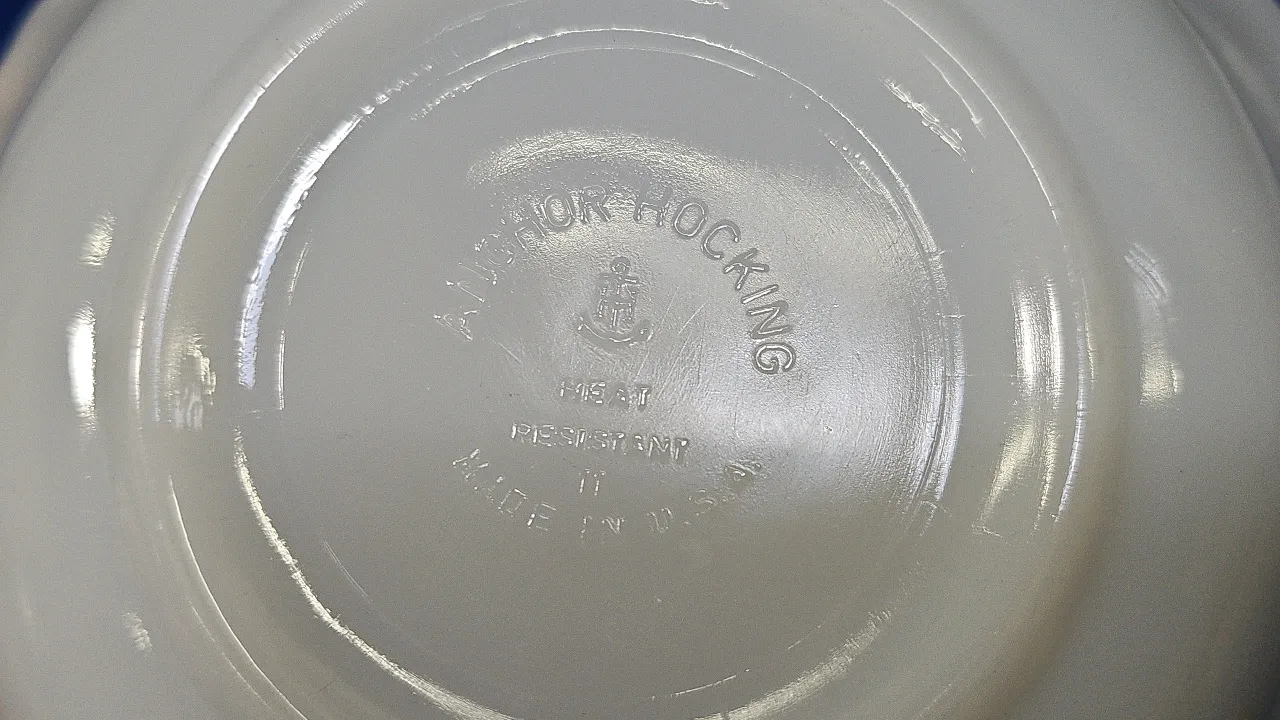 ANCHOR HOCKING
HEAT
RESISTANT
11
MADE IN U.S.A.